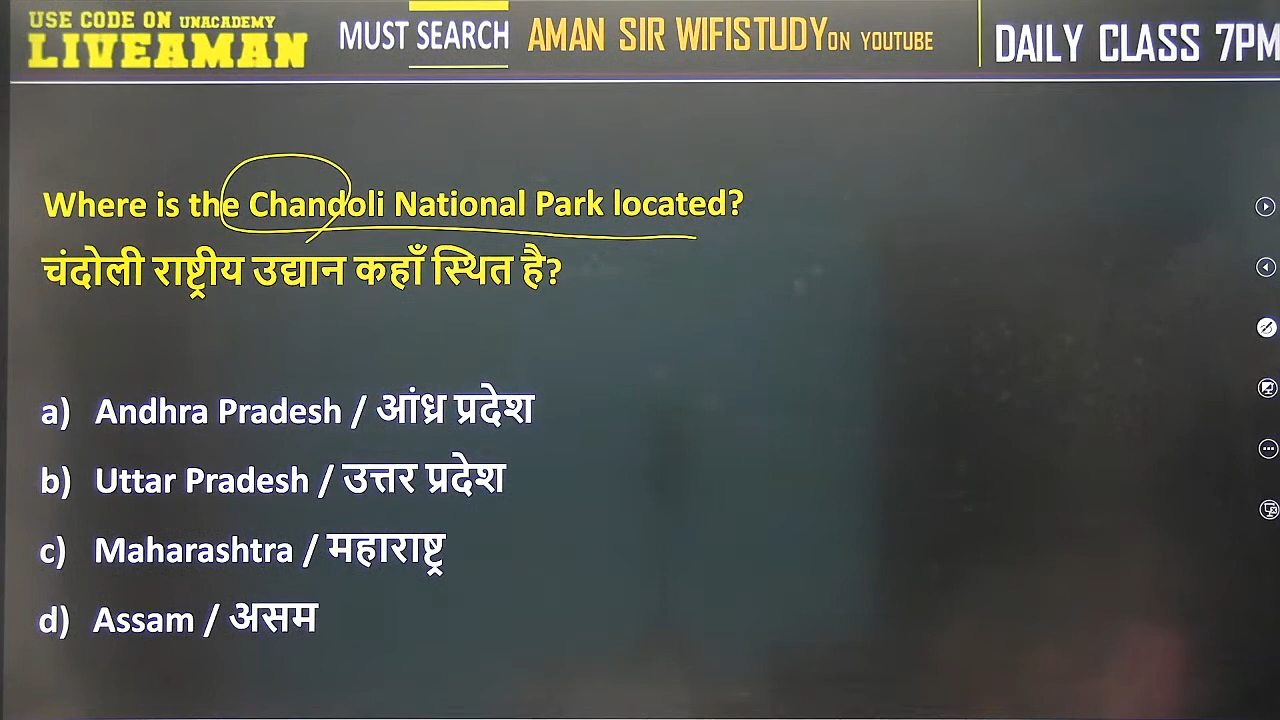 USE CODE ON UNACADEMY
LIVEAMAN
MUST SEARCH
AMAN SIR WIFISTUDY ON YOUTUBE
DAILY CLASS 7PM
Where is the Chandoli National Park located?
चंदोली राष्ट्रीय उद्यान कहाँ स्थित है?
a) Andhra Pradesh / आंध्र प्रदेश
b) Uttar Pradesh / उत्तर प्रदेश
c) Maharashtra / महाराष्ट्र
d) Assam / असम